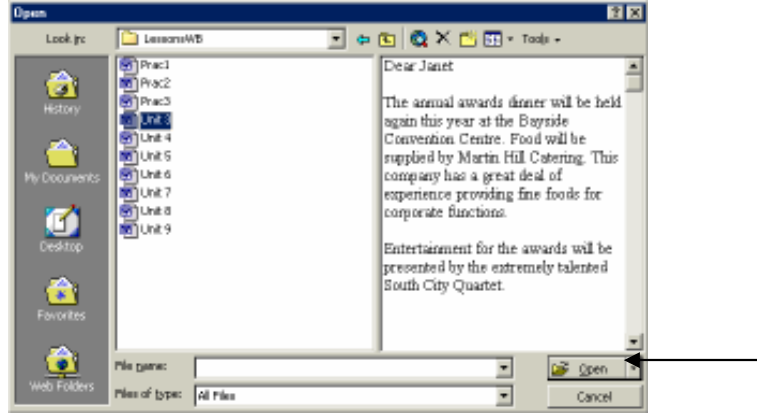 Open
Look in: LessonsWB Tools
History
My Documents
Desktop
Favorites
Web Folders
Prac1
Prac2
Prac3
Unit 3
Unit 4
Unit 5
Unit 6
Unit 7
Unit 8
Unit 9
Dear Janet
The annual awards dinner will be held
again this year at the Bayside
Convention Centre. Food will be
supplied by Martin Hill Catering. This
company has a great deal of
experience providing fine foods for
corporate functions.
Entertainment for the awards will be
presented by the extremely talented
South City Quartet.
File name:
Open
Files of type: All Files
Cancel